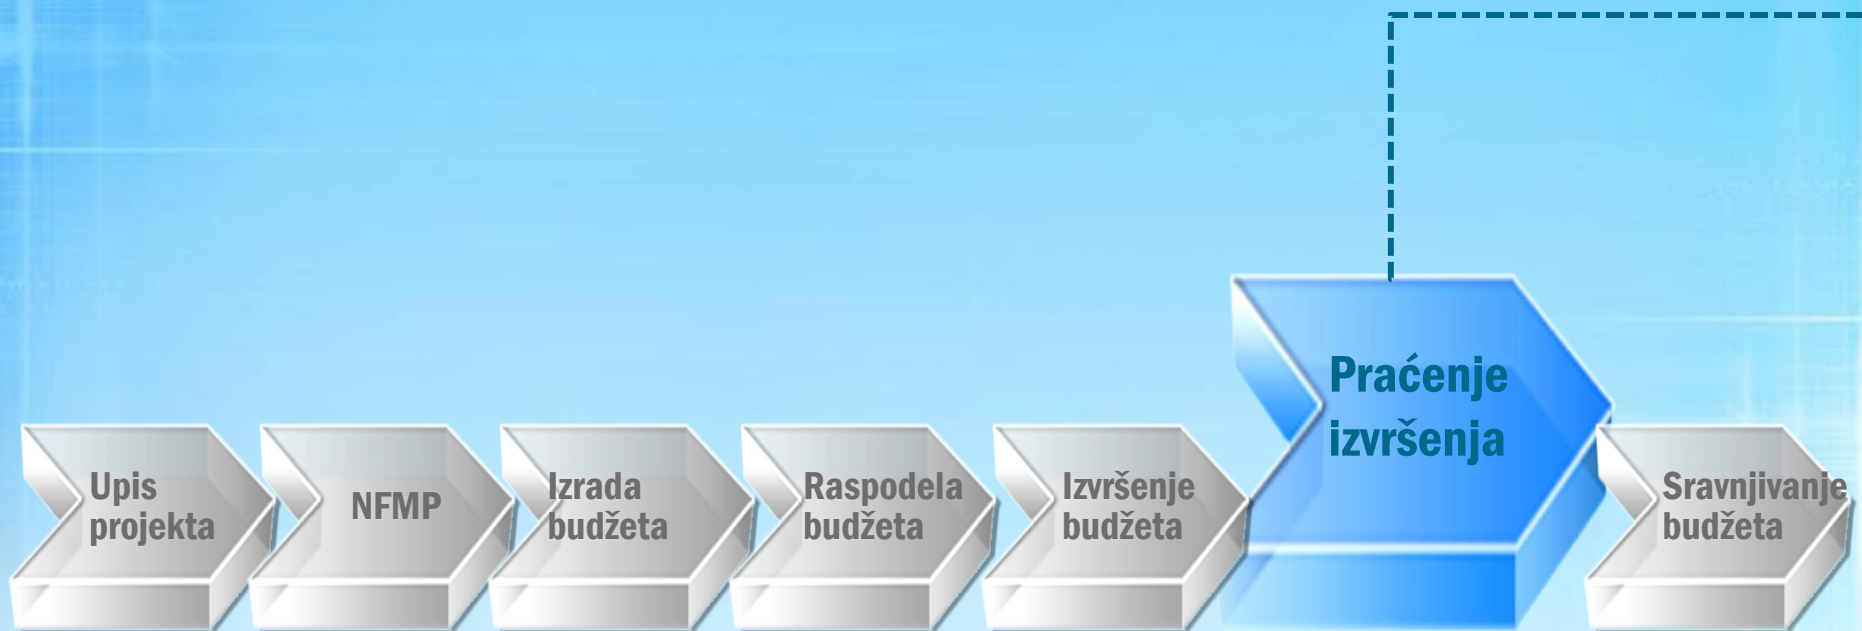 Upis
projekta
NFMP
Izrada
budžeta
Raspodela
budžeta
Izvršenje
budžeta
Praćenje
izvršenja
Sravnjivanje
budžeta